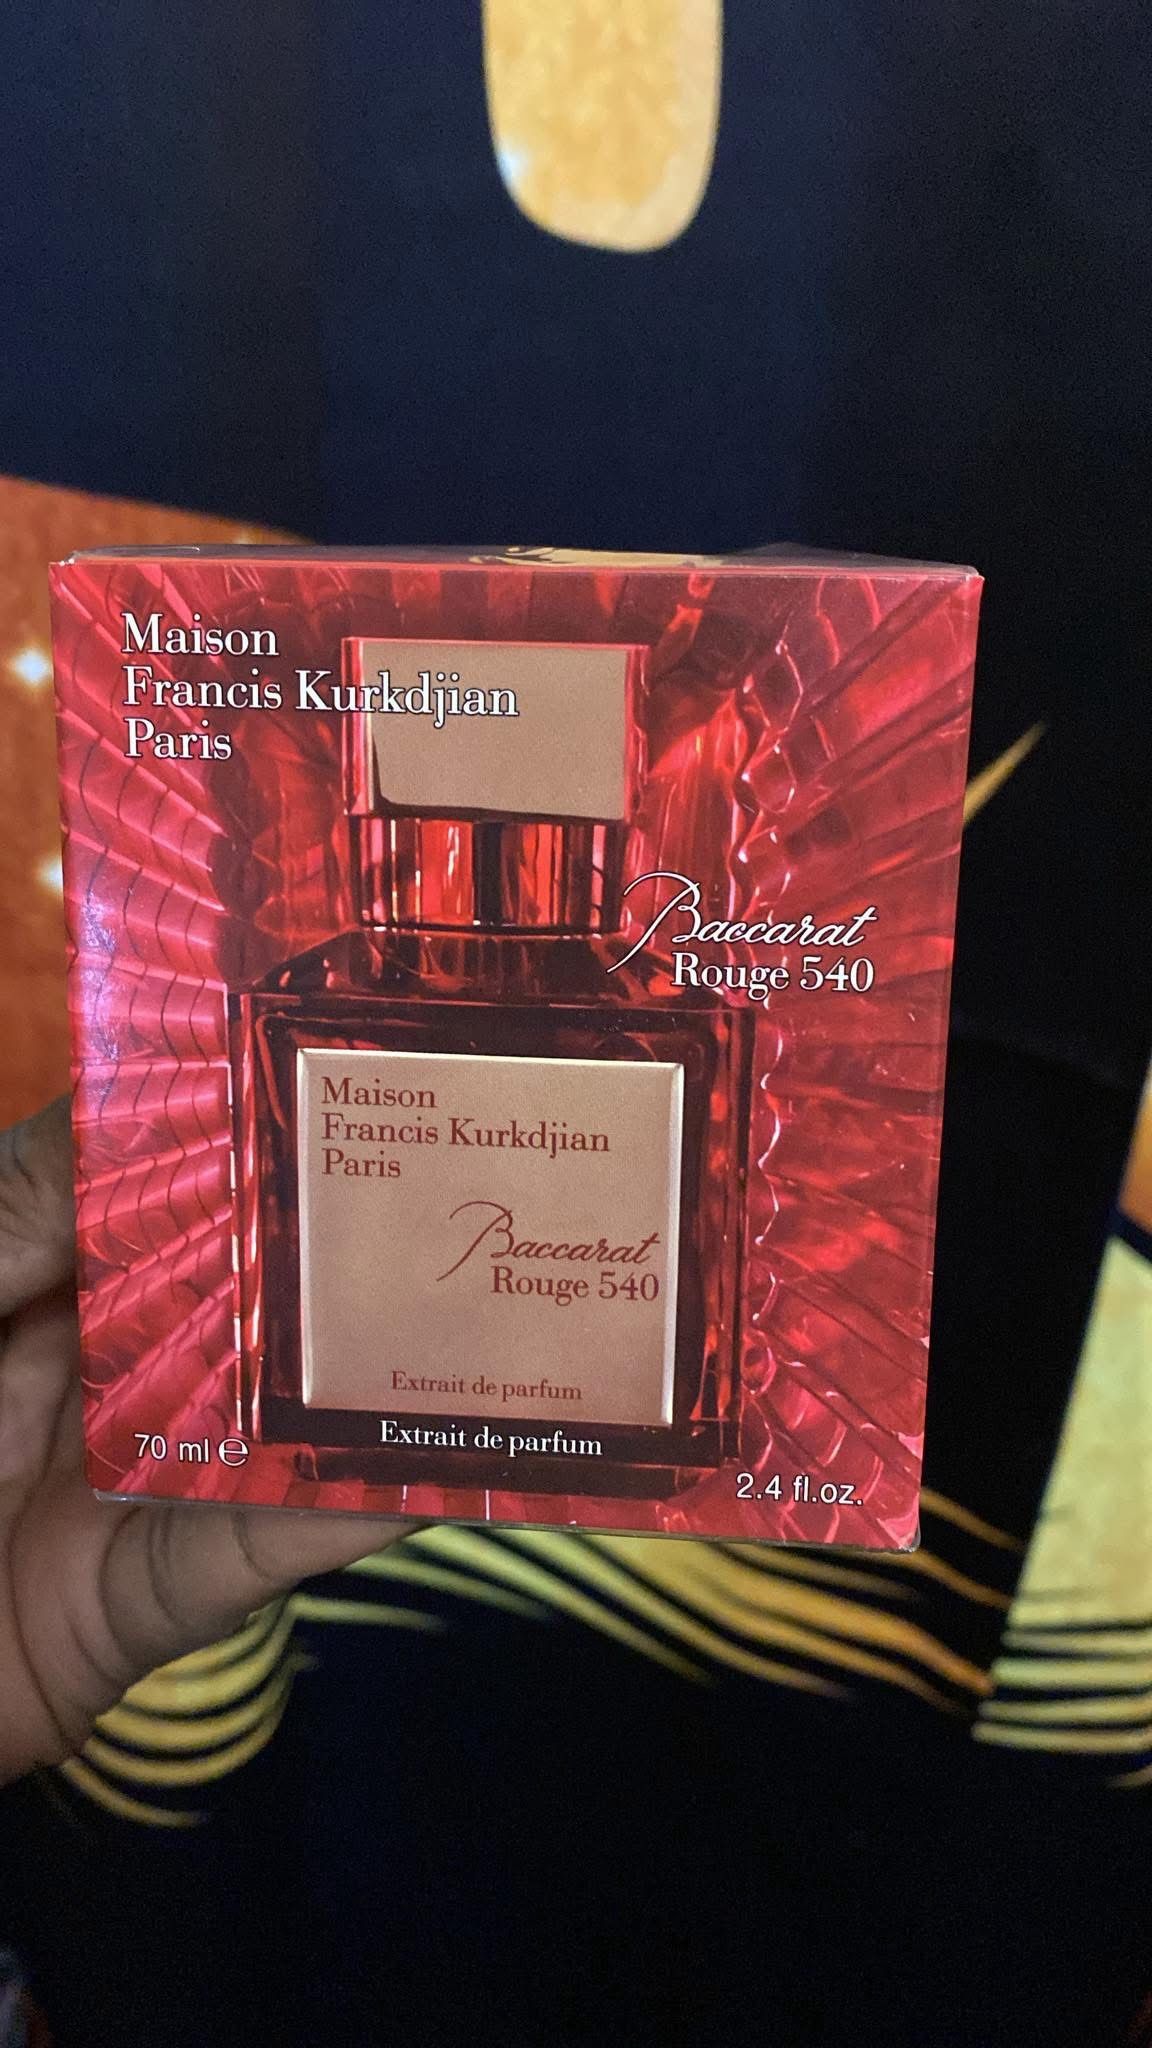 Maison
Francis Kurkdjian
Paris
Baccarat
Rouge 540
Maison
Francis Kurkdjian
Paris
Baccarat
Rouge 540
Extrait de parfum
Extrait de parfum
70 ml e
2.4 fl.oz.